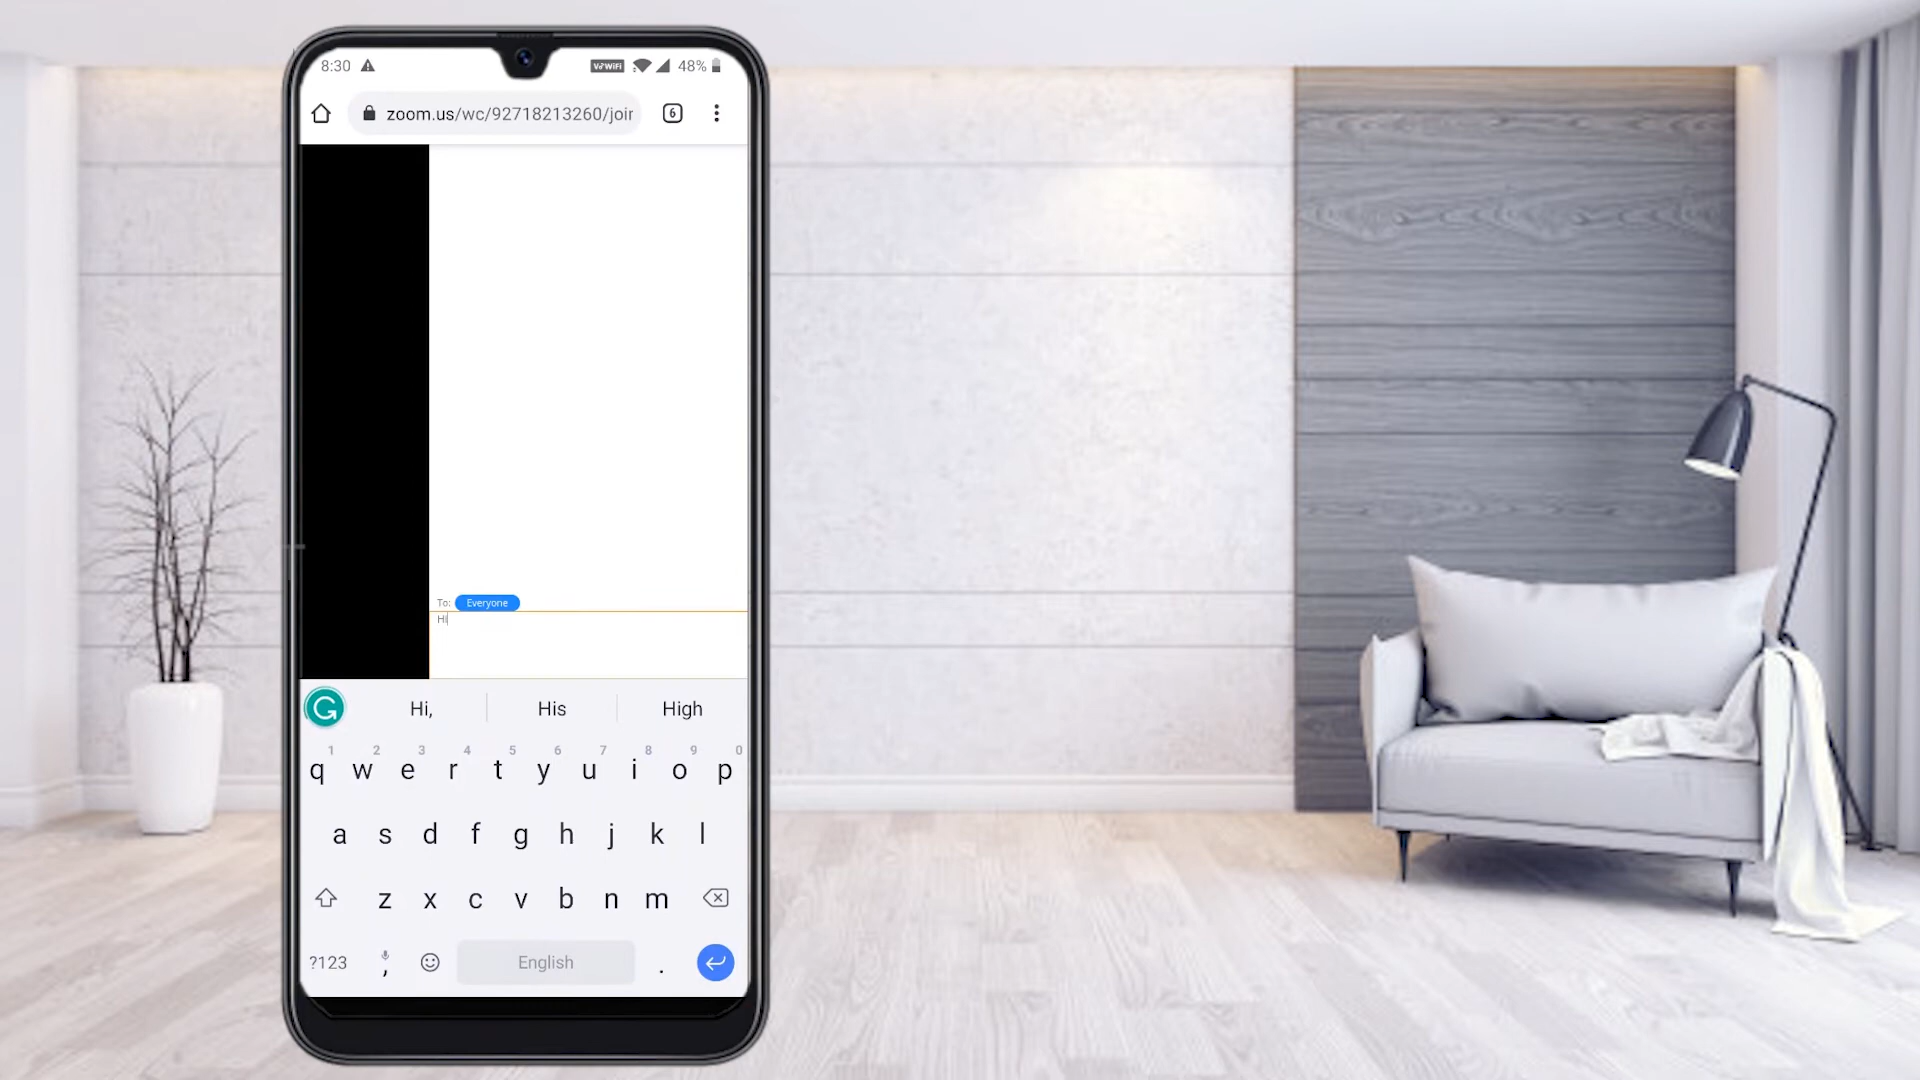 8:30 VoWiFi 48%
zoom.us/wc/92718213260/joir 6
To: Everyone
Hi
Hi, His High
1 2 3 4 5 6 7 8 9 0
q w e r t y u i o p
a s d f g h j k l
z x c v b n m
?123 , English .